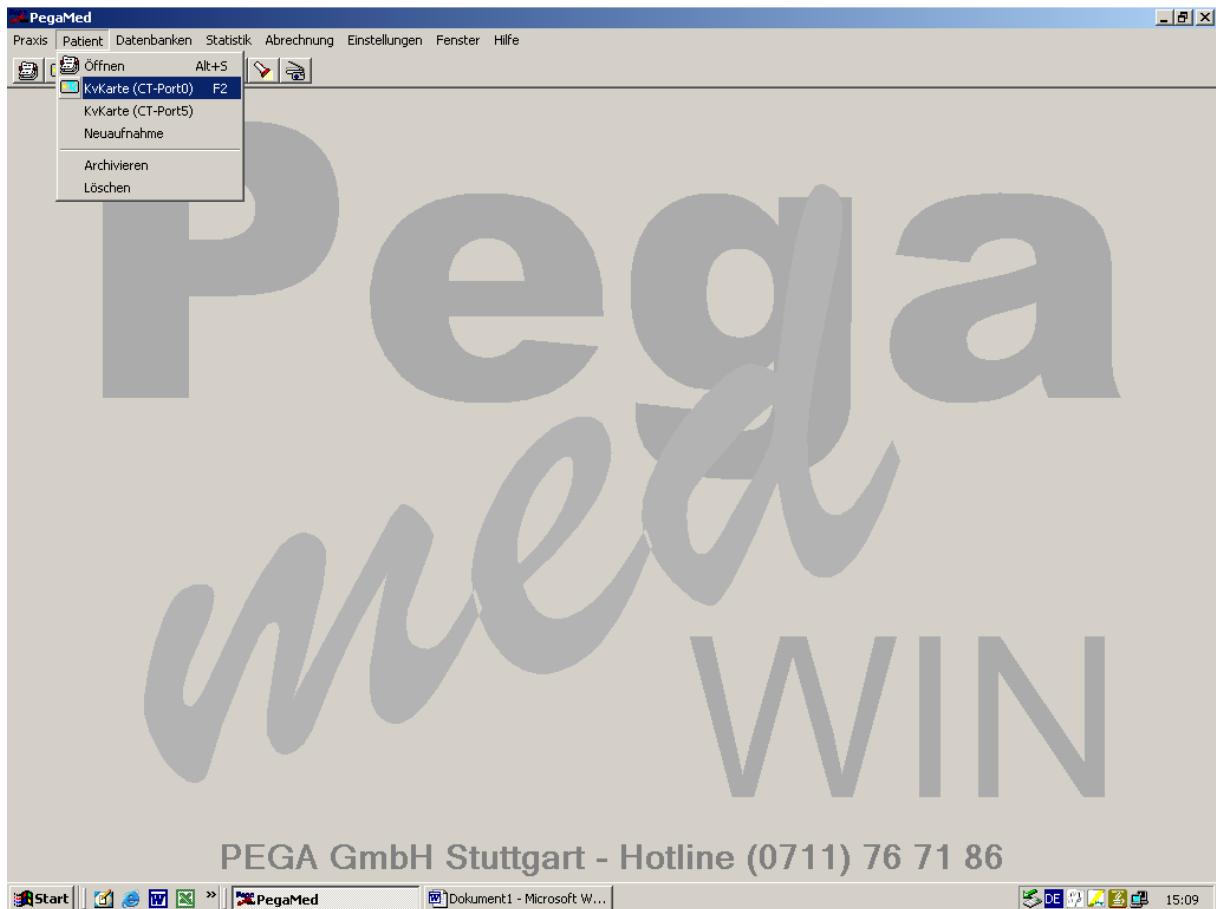 PegaMed
Praxis Patient Datenbanken Statistik Abrechnung Einstellungen Fenster Hilfe
Öffnen Alt+S
KvKarte (CT-Port0) F2
KvKarte (CT-Port5)
Neuaufnahme
Archivieren
Löschen
Pega
med
WIN
PEGA GmbH Stuttgart - Hotline (0711) 76 71 86
Start » PegaMed Dokument1 - Microsoft W... DE 15:09